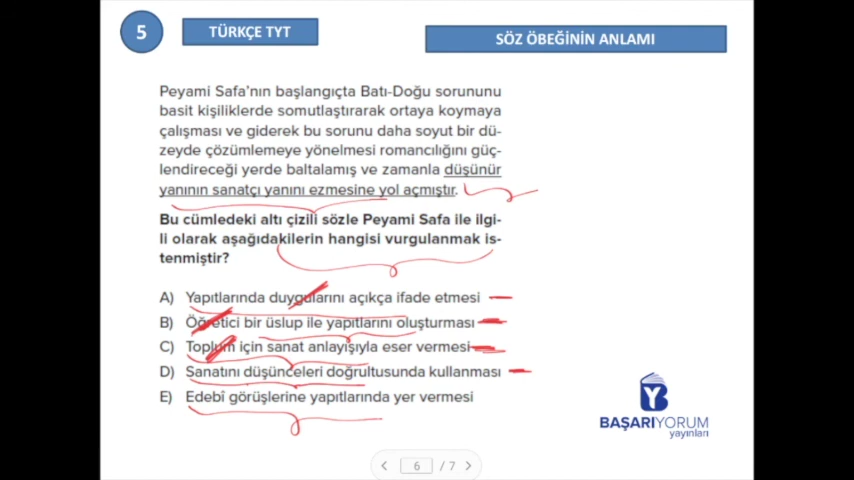 5
TÜRKÇE TYT
SÖZ ÖBEĞİNİN ANLAMI
Peyami Safa'nın başlangıçta Batı-Doğu sorununu
basit kişiliklerde somutlaştırarak ortaya koymaya
çalışması ve giderek bu sorunu daha soyut bir dü-
zeyde çözümlemeye yönelmesi romancılığını güç-
lendireceği yerde baltalamış ve zamanla düşünür
yanının sanatçı yanını ezmesine yol açmıştır.
Bu cümledeki altı çizili sözle Peyami Safa ile ilgi-
li olarak aşağıdakilerin hangisi vurgulanmak is-
tenmiştir?
A) Yapıtlarında duygularını açıkça ifade etmesi
B) Öğretici bir üslup ile yapıtlarını oluşturması
C) Toplum için sanat anlayışıyla eser vermesi
D) Sanatını düşünceleri doğrultusunda kullanması
E) Edebî görüşlerine yapıtlarında yer vermesi
BAŞARIYORUM
yayınları
6 / 7